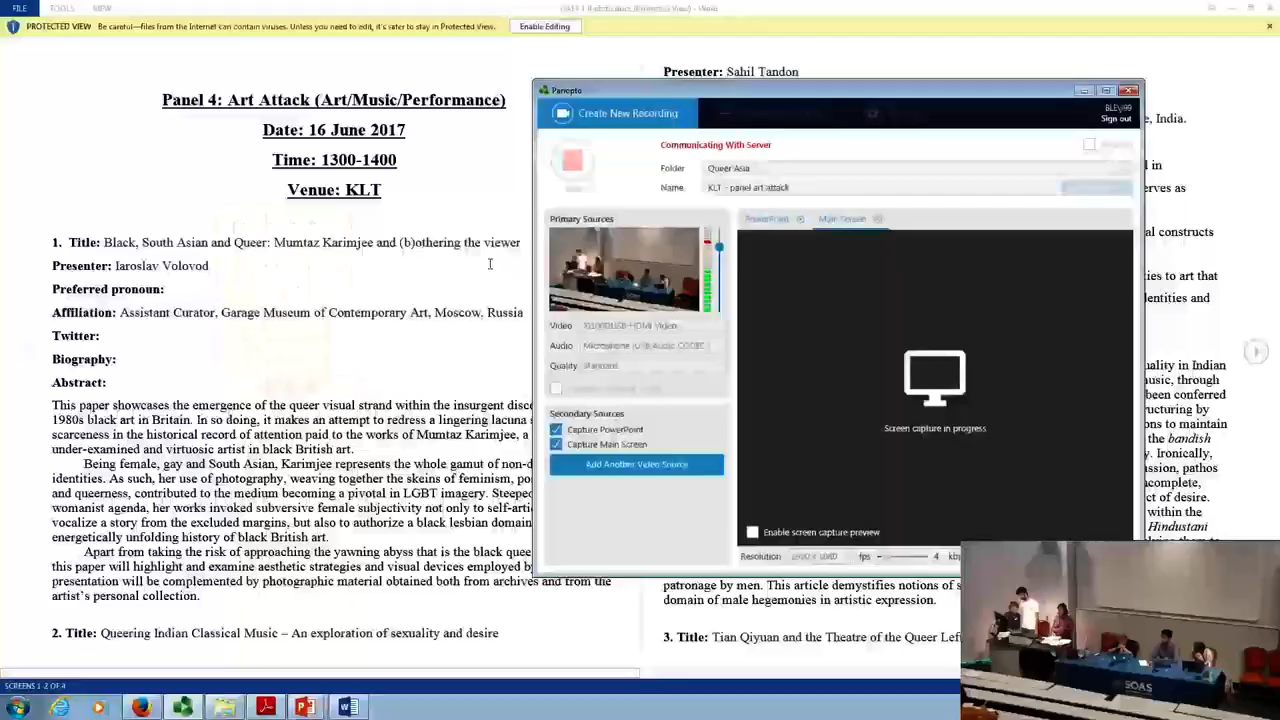 FILE
TOOLS
VIEW
PROTECTED VIEW Be careful—files from the Internet can contain viruses. Unless you need to edit, it's safer to stay in Protected View.
Enable Editing
Panel 4: Art Attack (Art/Music/Performance)
Date: 16 June 2017
Time: 1300-1400
Venue: KLT
1. Title: Black, South Asian and Queer: Mumtaz Karimjee and (b)othering the viewer
Presenter: Iaroslav Volovod
Preferred pronoun:
Affiliation: Assistant Curator, Garage Museum of Contemporary Art, Moscow, Russia
Twitter:
Biography:
Abstract:
This paper showcases the emergence of the queer visual strand within the insurgent
1980s black art in Britain. In so doing, it makes an attempt to redress a lingering lacuna
scarceness in the historical record of attention paid to the works of Mumtaz Karimjee, a
under-examined and virtuosic artist in black British art.
Being female, gay and South Asian, Karimjee represents the whole gamut of
identities. As such, her use of photography, weaving together the skeins of feminism,
and queerness, contributed to the medium becoming a pivotal in LGBT imagery. Steeped
womanist agenda, her works invoked subversive female subjectivity not only to
vocalize a story from the excluded margins, but also to authorize a black lesbian domain
energetically unfolding history of black British art.
Apart from taking the risk of approaching the yawning abyss that is the black
this paper will highlight and examine aesthetic strategies and visual devices employed by
presentation will be complemented by photographic material obtained both from archives and from the
artist's personal collection.
2. Title: Queering Indian Classical Music – An exploration of sexuality and desire
Presenter: Sahil Tandon
Panopto
Create New Recording
Sign out
Communicating With Server
Folder Queer Asia
Name KLT - panel art attack
Primary Sources
PowerPoint
Main Screen
Video
Audio
Quality Standard
Secondary Sources
Capture PowerPoint
Capture Main Screen
Add Another Video Source
Screen capture in progress
Enable screen capture preview
Resolution
fps
4
e, India.
l in
serves as
l constructs
ties to art that
dentities and
uality in Indian
usic, through
been conferred
ructuring by
ons to maintain
the bandish
. Ironically,
ssion, pathos
ncomplete,
ct of desire.
within the
Hindustani
patronage by men. This article demystifies notions of
domain of male hegemonies in artistic expression.
3. Title: Tian Qiyuan and the Theatre of the Queer
SOAS
SCREENS 1-2 OF 4